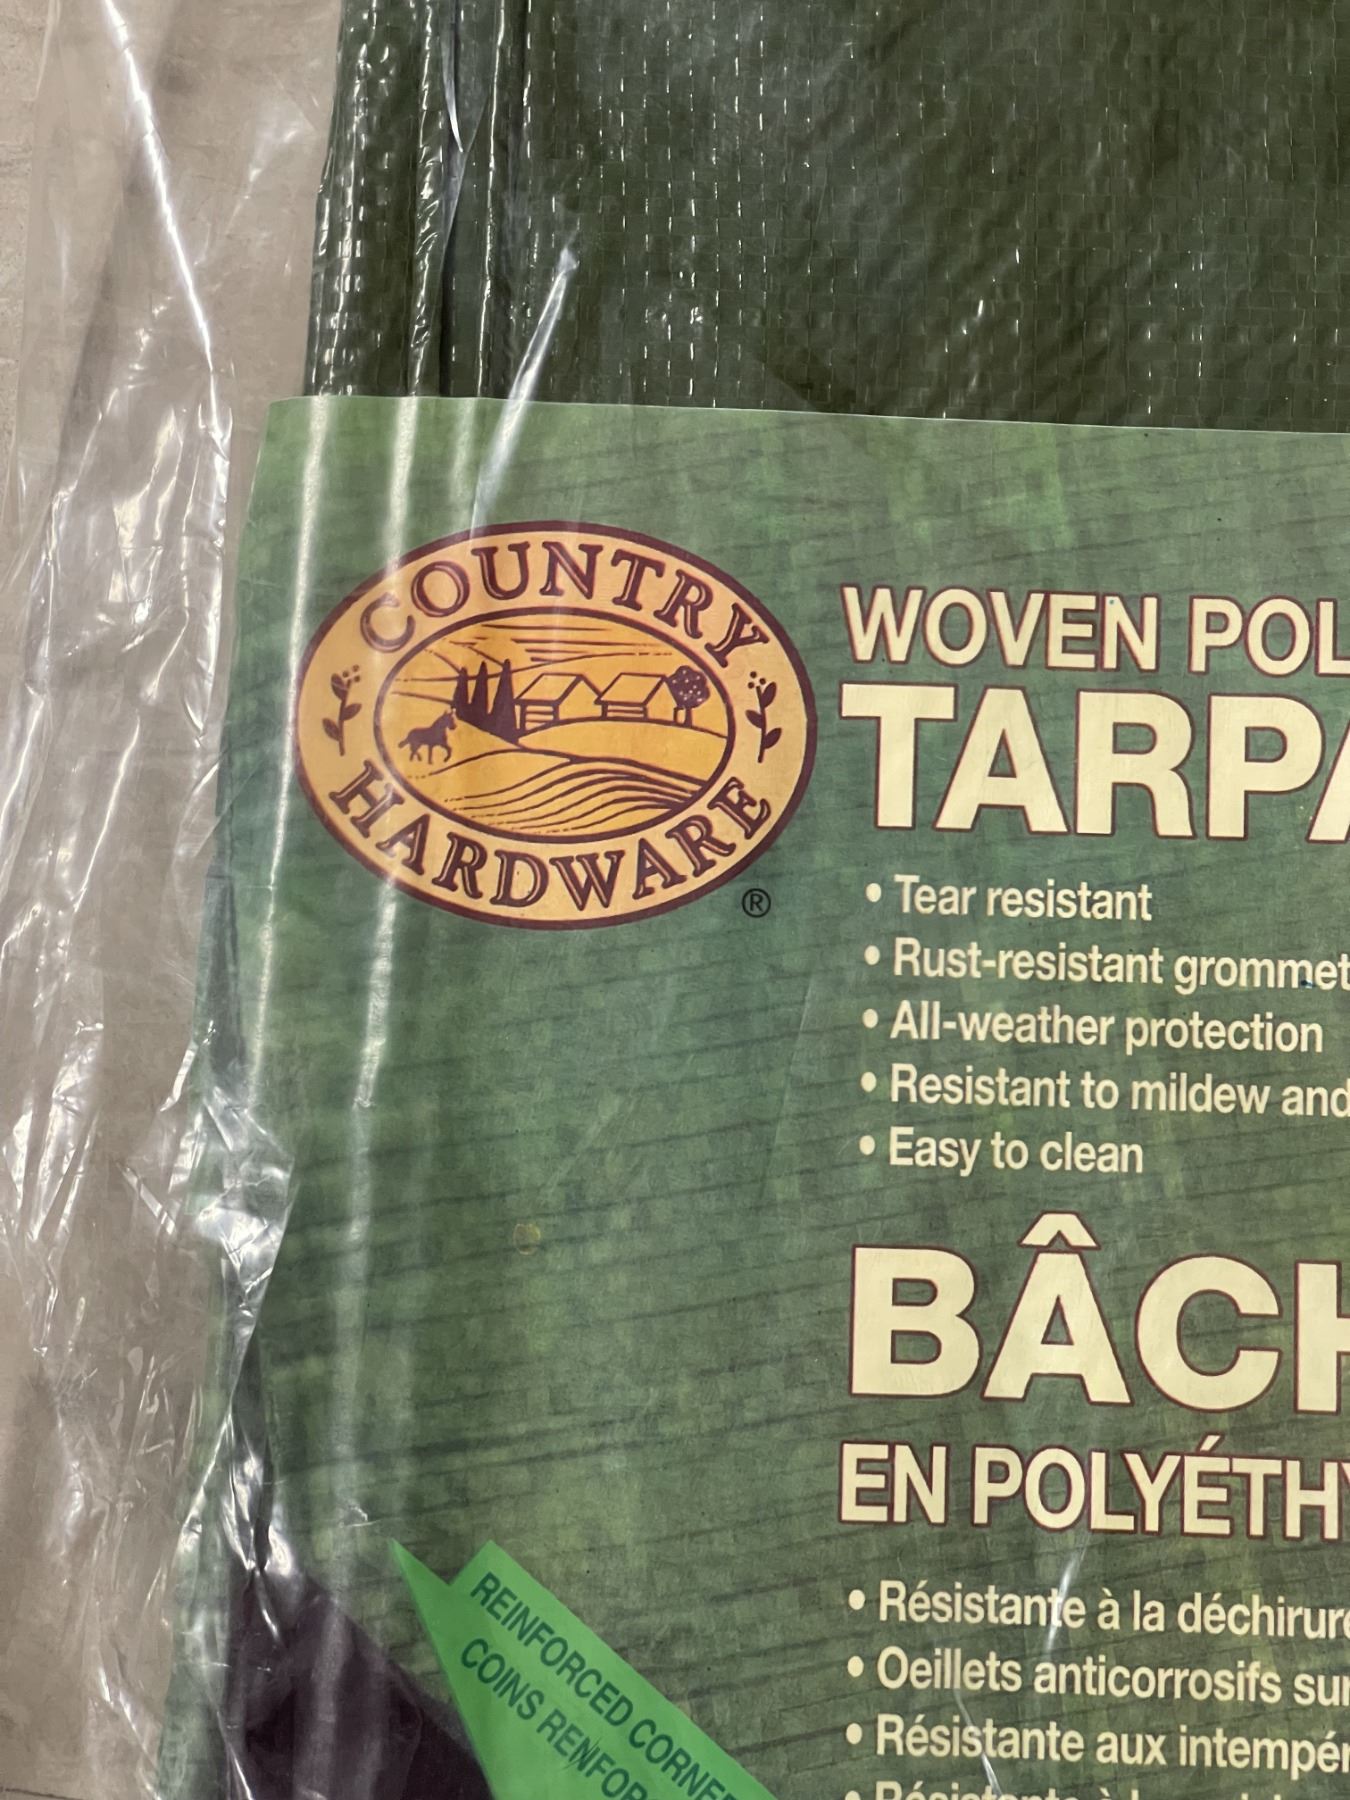 COUNTRY
HARDWARE
®
WOVEN POL
TARPA
• Tear resistant
• Rust-resistant grommet
• All-weather protection
• Resistant to mildew and
• Easy to clean
BÂCH
EN POLYÉTHY
• Résistante à la déchirure
• Oeillets anticorrosifs sur
• Résistante aux intempér
REINFORCED CORNE
COINS RENFOR